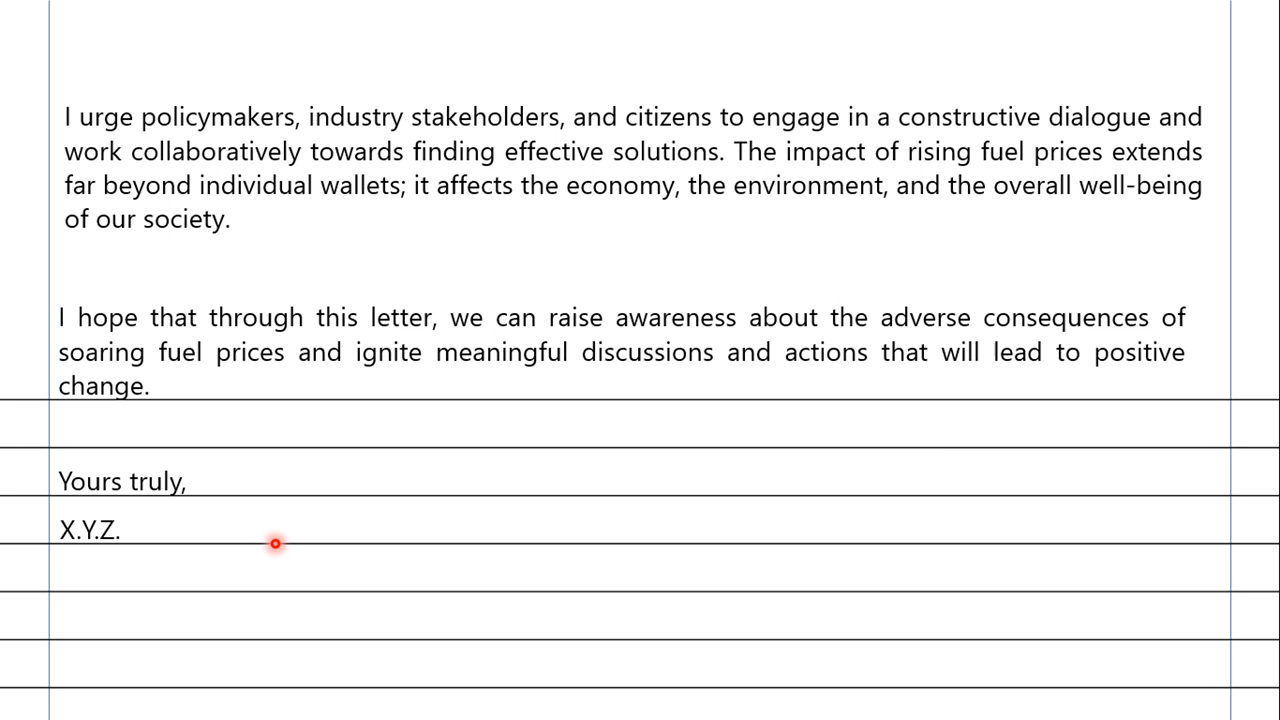 I urge policymakers, industry stakeholders, and citizens to engage in a constructive dialogue and
work collaboratively towards finding effective solutions. The impact of rising fuel prices extends
far beyond individual wallets; it affects the economy, the environment, and the overall well-being
of our society.
I hope that through this letter, we can raise awareness about the adverse consequences of
soaring fuel prices and ignite meaningful discussions and actions that will lead to positive
change.
Yours truly,
X.Y.Z.